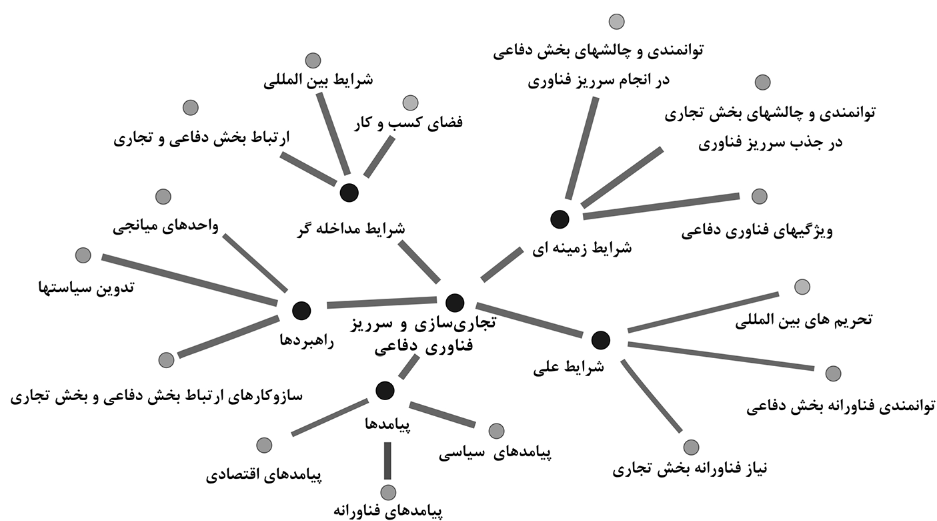 توانمندی و چالشهای بخش دفاعی
در انجام سرریز فناوری
توانمندی و چالشهای بخش تجاری
در جذب سرریز فناوری
ویژگیهای فناوری دفاعی
شرایط زمینه ای
شرایط بین المللی
فضای کسب و کار
ارتباط بخش دفاعی و تجاری
شرایط مداخله گر
واحدهای میانجی
تدوین سیاستها
سازوکارهای ارتباط بخش دفاعی و بخش تجاری
راهبردها
تجاری‌سازی و سرریز
فناوری دفاعی
تحریم های بین المللی
توانمندی فناورانه بخش دفاعی
نیاز فناورانه بخش تجاری
شرایط علی
پیامدها
پیامدهای سیاسی
پیامدهای اقتصادی
پیامدهای فناورانه